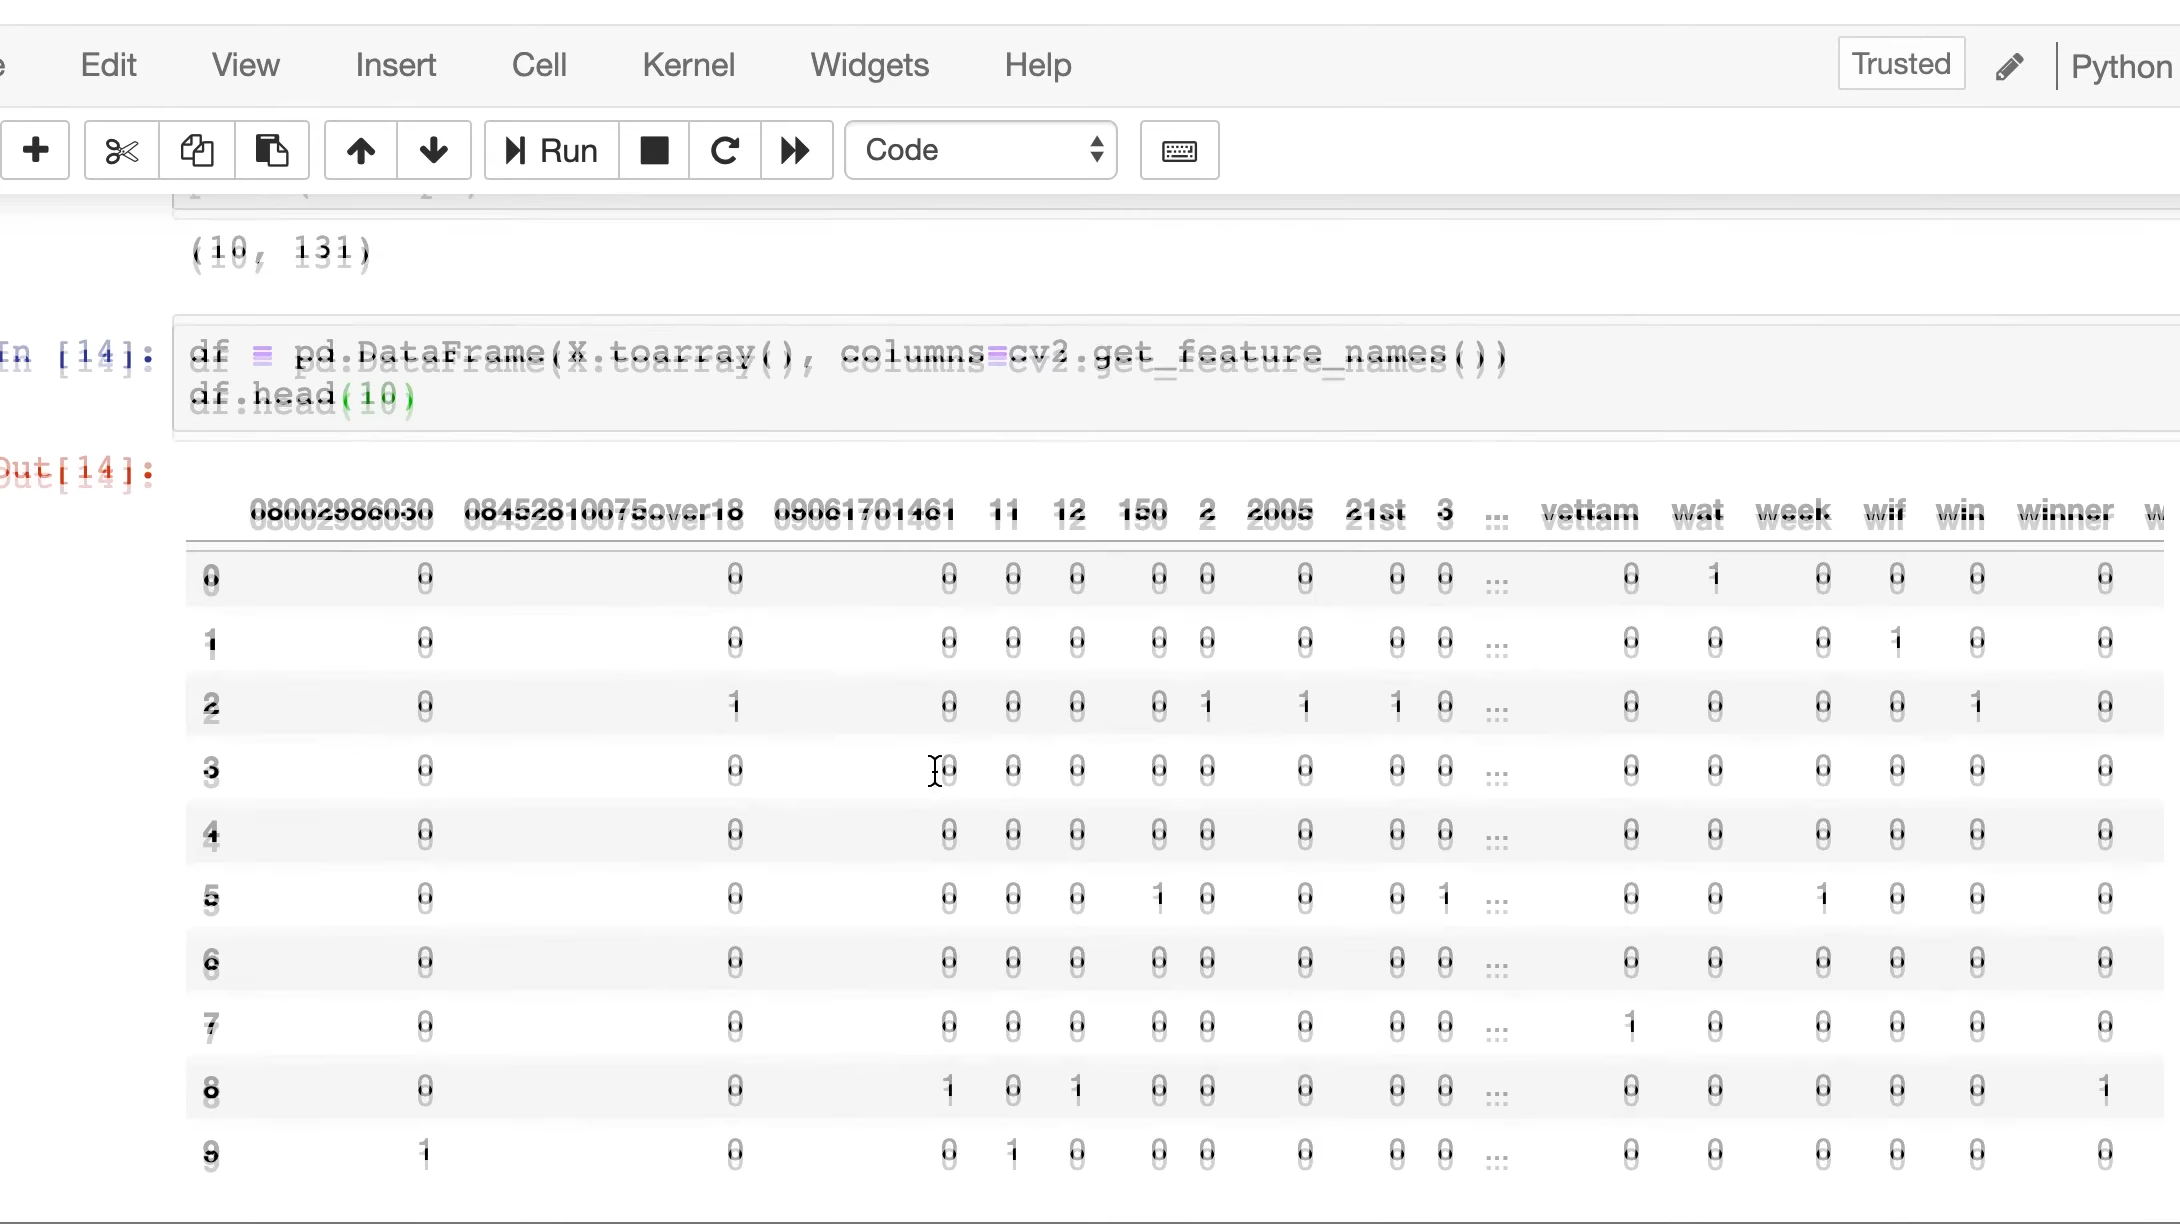 Edit View Insert Cell Kernel Widgets Help Trusted Python
Run Code
(10, 131)
In [14]: df = pd.DataFrame(X.toarray(), columns=cv2.get_feature_names())
df.head(10)
Out[14]:
08002986030 08452810075over18 09061701461 11 12 150 2 2005 21st 3 ... vettam wat week wif win winner
0 0 0 0 0 0 0 0 0 0 0 ... 0 1 0 0 0 0
1 0 0 0 0 0 0 0 0 0 0 ... 0 0 0 1 0 0
2 0 1 0 0 0 0 1 1 1 0 ... 0 0 0 0 1 0
3 0 0 0 0 0 0 0 0 0 0 ... 0 0 0 0 0 0
4 0 0 0 0 0 0 0 0 0 0 ... 0 0 0 0 0 0
5 0 0 0 0 0 1 0 0 0 1 ... 0 0 1 0 0 0
6 0 0 0 0 0 0 0 0 0 0 ... 0 0 0 0 0 0
7 0 0 0 0 0 0 0 0 0 0 ... 1 0 0 0 0 0
8 0 0 1 0 1 0 0 0 0 0 ... 0 0 0 0 0 1
9 1 0 0 1 0 0 0 0 0 0 ... 0 0 0 0 0 0